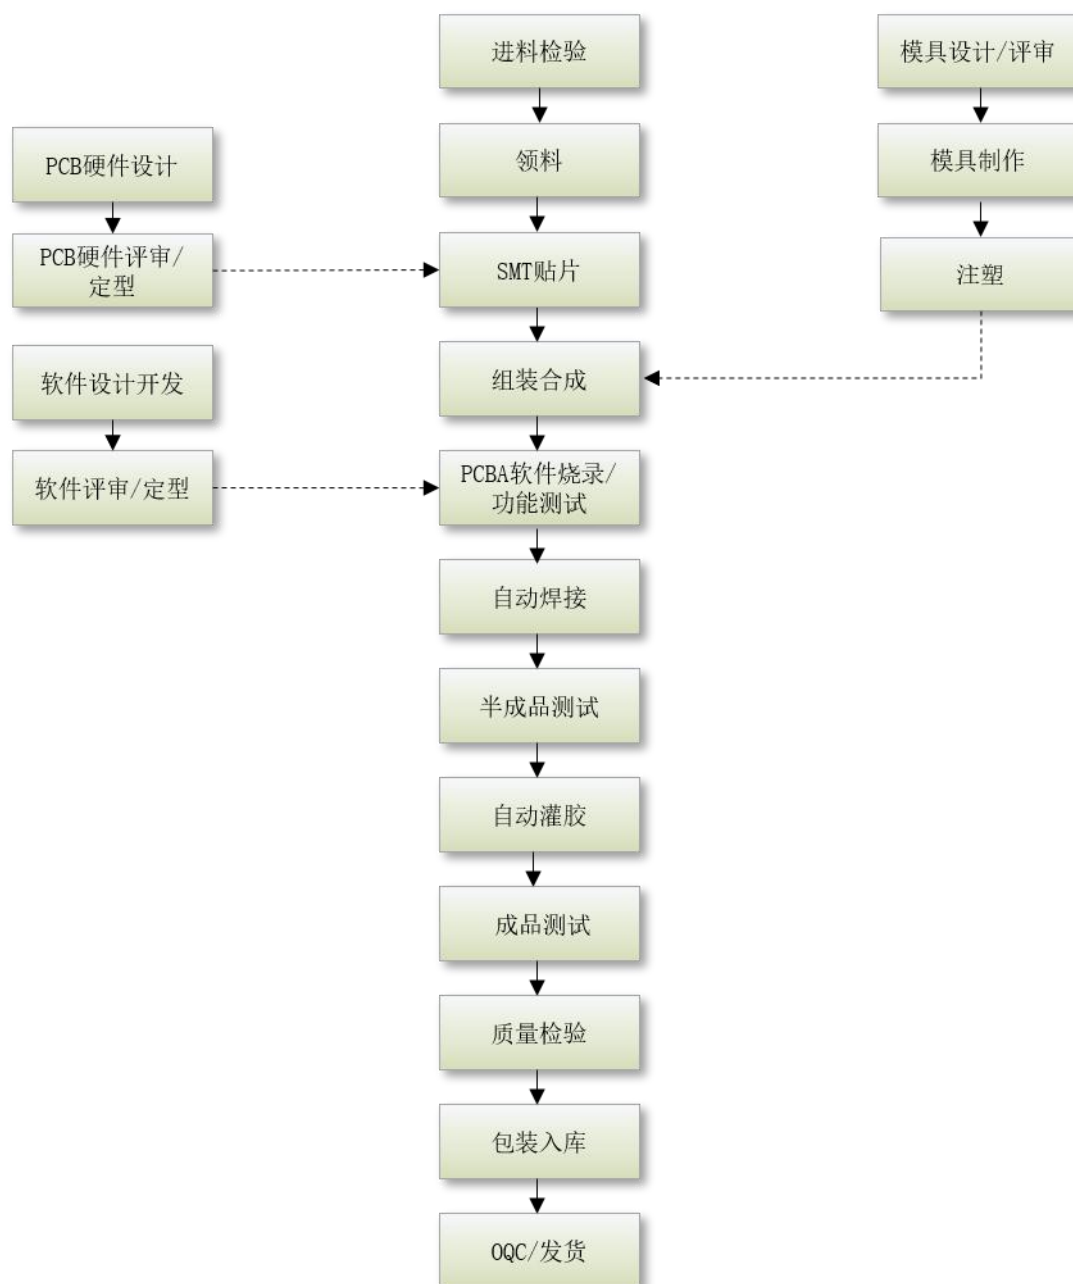 进料检验
模具设计/评审
PCB硬件设计
领料
模具制作
PCB硬件评审/
定型
SMT贴片
注塑
软件设计开发
组装合成
软件评审/定型
PCBA软件烧录/
功能测试
自动焊接
半成品测试
自动灌胶
成品测试
质量检验
包装入库
OQC/发货